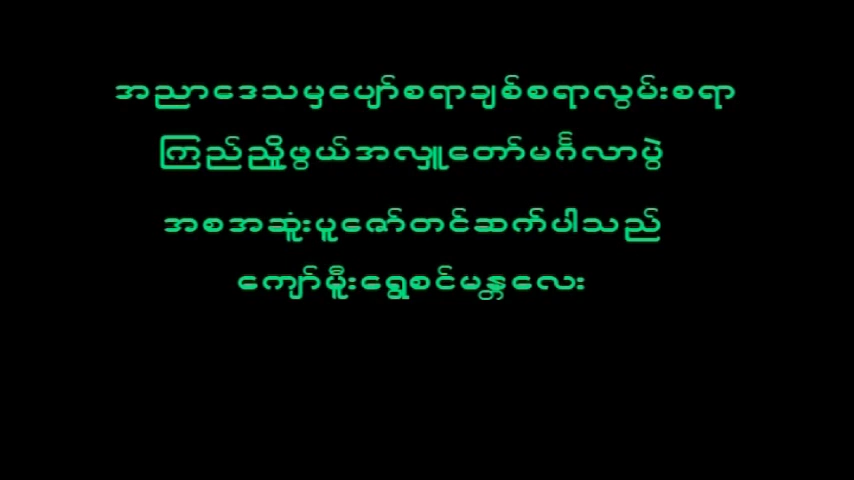 အညာဒေသမှပျော်စရာချစ်စရာလွမ်းစရာ
ကြည်ညိူဖွယ်အလှူတော်မင်္ဂလာပွဲ
အစအဆူံးပူဇော်တင်ဆက်ပါသည်
ကျော်မိူးရွှေစင်မန္တလေး